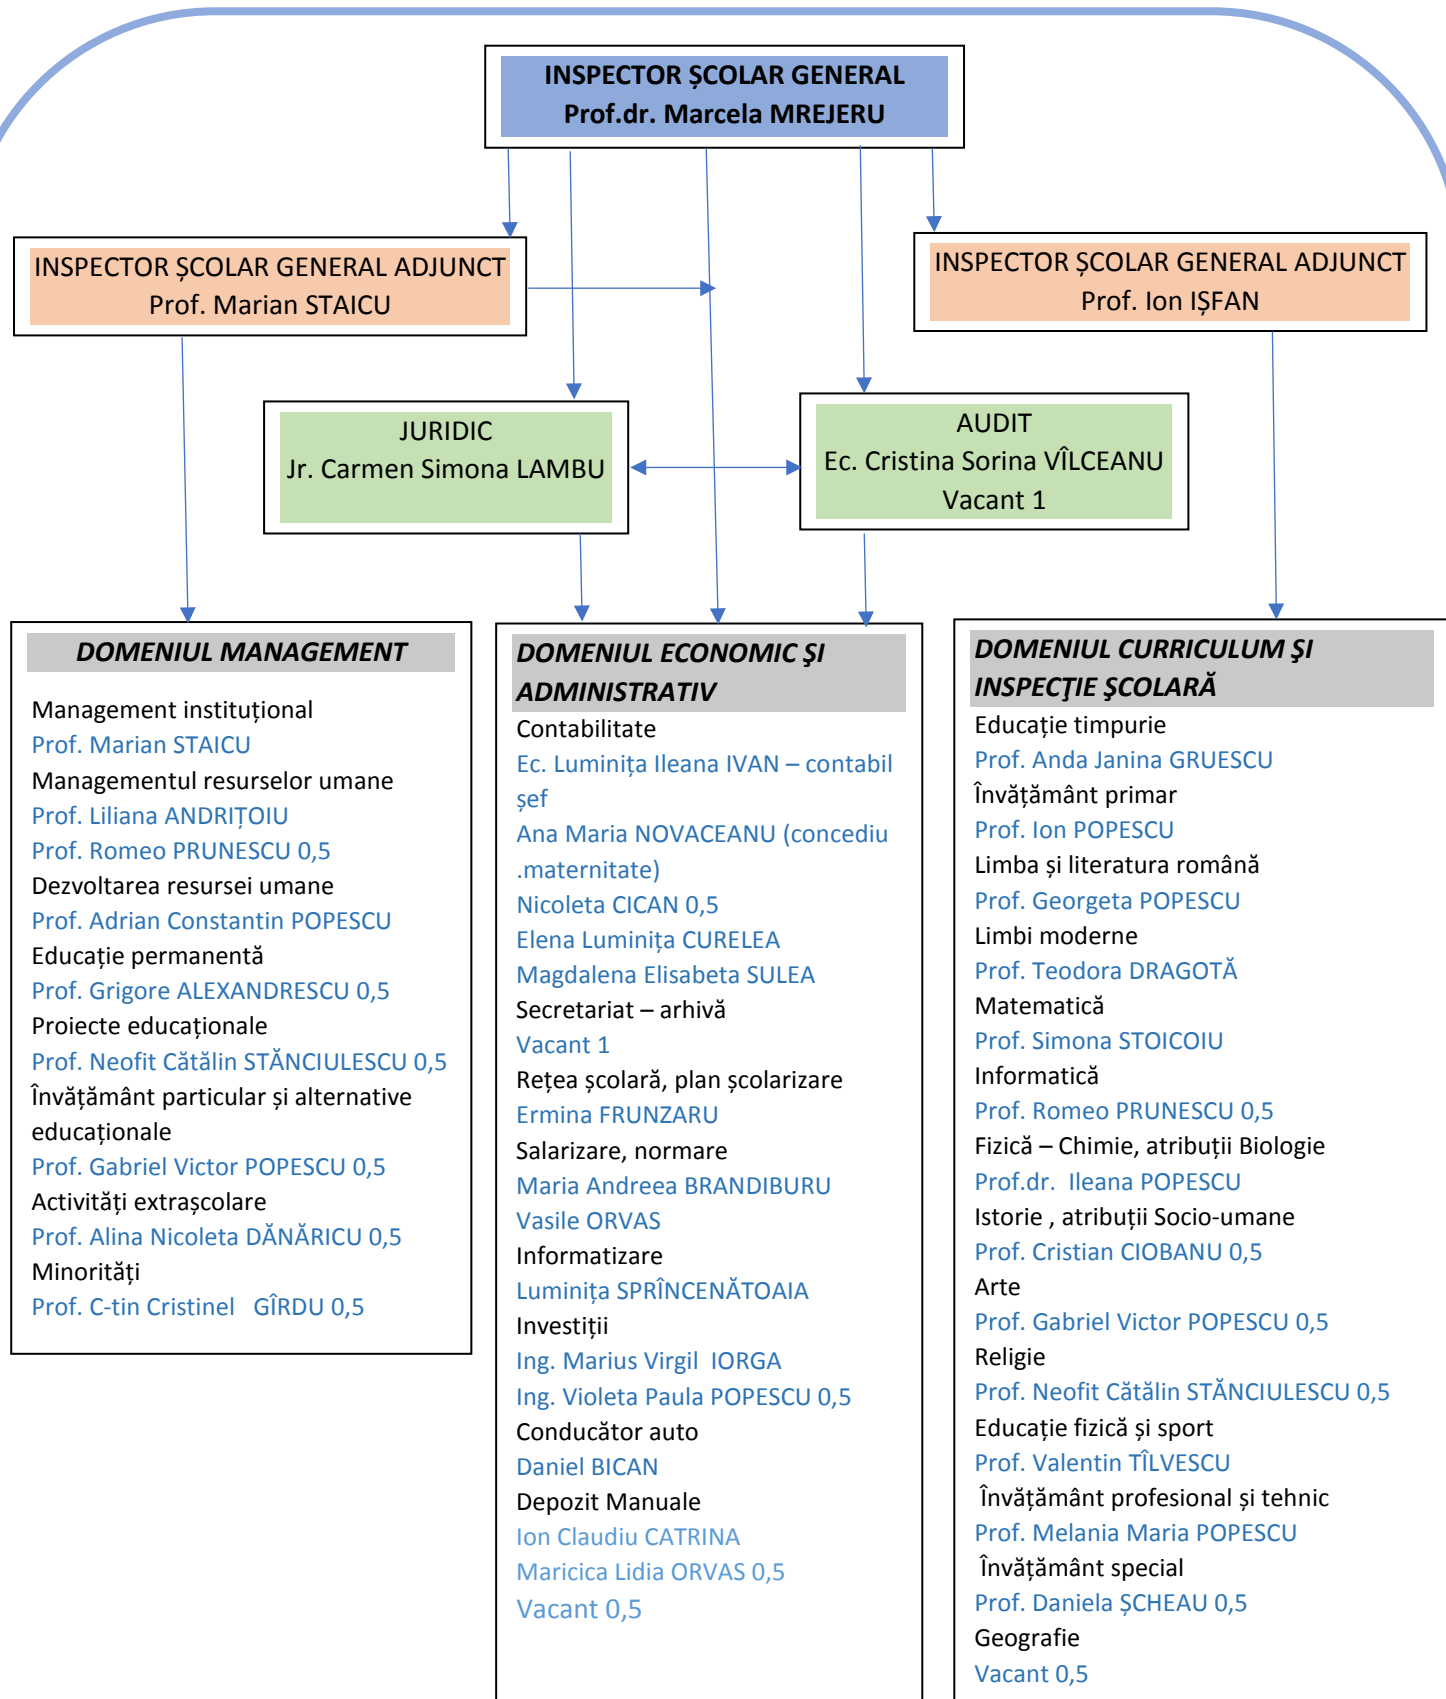 INSPECTOR ȘCOLAR GENERAL
Prof.dr. Marcela MREJERU
INSPECTOR ȘCOLAR GENERAL ADJUNCT
Prof. Marian STAICU
INSPECTOR ȘCOLAR GENERAL ADJUNCT
Prof. Ion IȘFAN
JURIDIC
Jr. Carmen Simona LAMBU
AUDIT
Ec. Cristina Sorina VÎLCEANU
Vacant 1
DOMENIUL MANAGEMENT
Management instituțional
Prof. Marian STAICU
Managementul resurselor umane
Prof. Liliana ANDRIȚOIU
Prof. Romeo PRUNESCU 0,5
Dezvoltarea resursei umane
Prof. Adrian Constantin POPESCU
Educație permanentă
Prof. Grigore ALEXANDRESCU 0,5
Proiecte educaționale
Prof. Neofit Cătălin STĂNCIULESCU 0,5
Învățământ particular și alternative
educaționale
Prof. Gabriel Victor POPESCU 0,5
Activități extrașcolare
Prof. Alina Nicoleta DĂNĂRICU 0,5
Minorități
Prof. C-tin Cristinel GÎRDU 0,5
DOMENIUL ECONOMIC ŞI
ADMINISTRATIV
Contabilitate
Ec. Luminița Ileana IVAN – contabil
șef
Ana Maria NOVACEANU (concediu
.maternitate)
Nicoleta CICAN 0,5
Elena Luminița CURELEA
Magdalena Elisabeta SULEA
Secretariat – arhivă
Vacant 1
Rețea școlară, plan școlarizare
Ermina FRUNZARU
Salarizare, normare
Maria Andreea BRANDIBURU
Vasile ORVAS
Informatizare
Luminița SPRÎNCENĂTOAIA
Investiții
Ing. Marius Virgil IORGA
Ing. Violeta Paula POPESCU 0,5
Conducător auto
Daniel BICAN
Depozit Manuale
Ion Claudiu CATRINA
Maricica Lidia ORVAS 0,5
Vacant 0,5
DOMENIUL CURRICULUM ŞI
INSPECŢIE ŞCOLARĂ
Educație timpurie
Prof. Anda Janina GRUESCU
Învățământ primar
Prof. Ion POPESCU
Limba și literatura română
Prof. Georgeta POPESCU
Limbi moderne
Prof. Teodora DRAGOTĂ
Matematică
Prof. Simona STOICOIU
Informatică
Prof. Romeo PRUNESCU 0,5
Fizică – Chimie, atribuții Biologie
Prof.dr. Ileana POPESCU
Istorie , atribuții Socio-umane
Prof. Cristian CIOBANU 0,5
Arte
Prof. Gabriel Victor POPESCU 0,5
Religie
Prof. Neofit Cătălin STĂNCIULESCU 0,5
Educație fizică și sport
Prof. Valentin TÎLVESCU
Învățământ profesional și tehnic
Prof. Melania Maria POPESCU
Învățământ special
Prof. Daniela ȘCHEAU 0,5
Geografie
Vacant 0,5